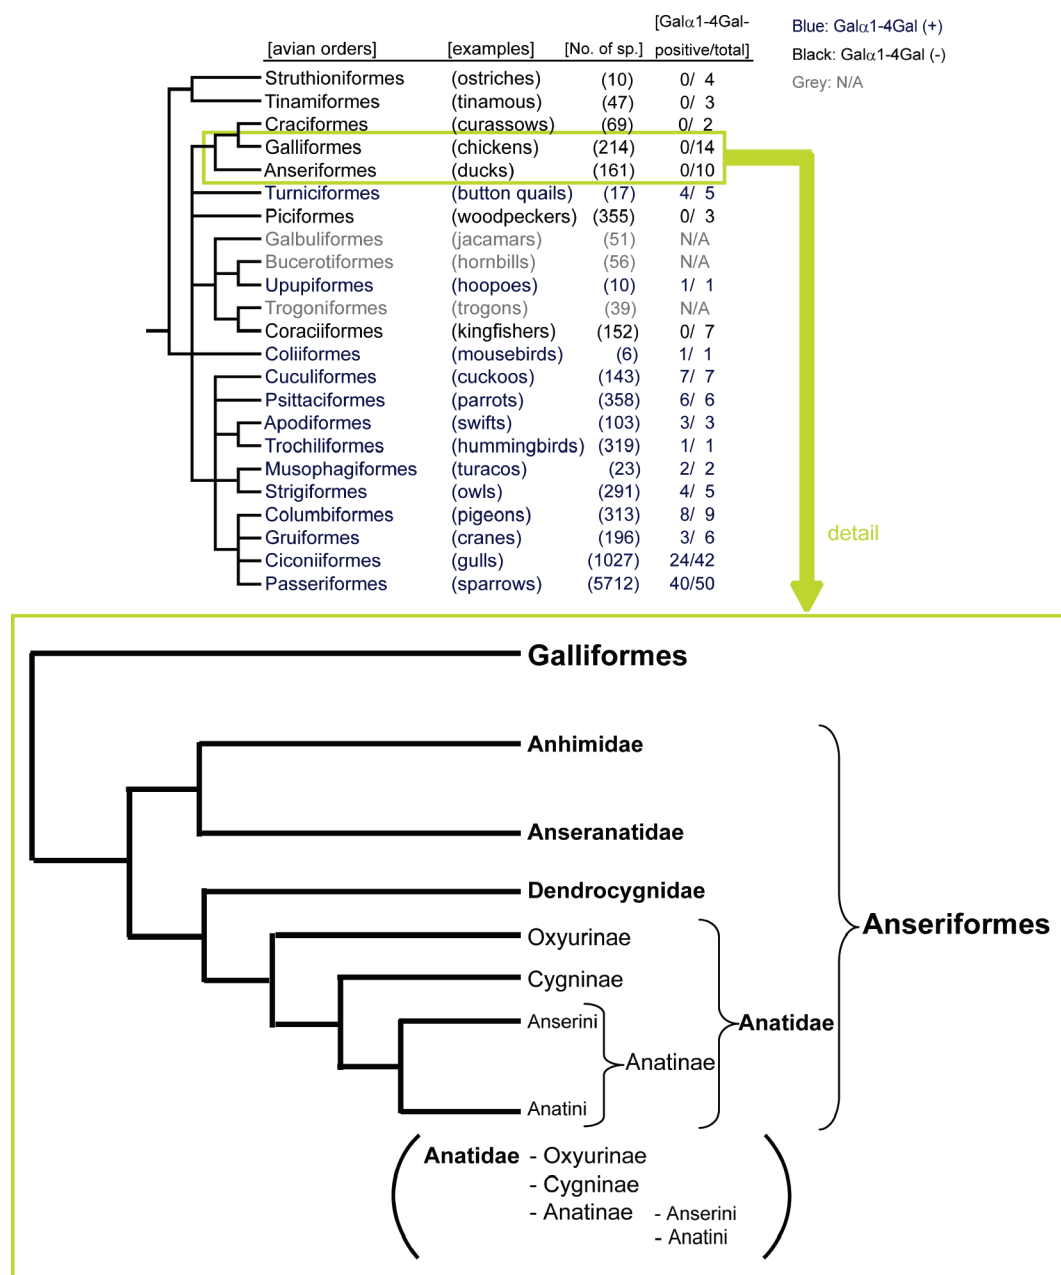 [Galα1-4Gal-
[avian orders] [examples] [No. of sp.] positive/total]
Blue: Galα1-4Gal (+)
Black: Galα1-4Gal (-)
Grey: N/A
Struthioniformes (ostriches) (10) 0/ 4
Tinamiformes (tinamous) (47) 0/ 3
Craciformes (curassows) (69) 0/ 2
Galliformes (chickens) (214) 0/14
Anseriformes (ducks) (161) 0/10
Turniciformes (button quails) (17) 4/ 5
Piciformes (woodpeckers) (355) 0/ 3
Galbuliformes (jacamars) (51) N/A
Bucerotiformes (hornbills) (56) N/A
Upupiformes (hoopoes) (10) 1/ 1
Trogoniformes (trogons) (39) N/A
Coraciiformes (kingfishers) (152) 0/ 7
Coliiformes (mousebirds) (6) 1/ 1
Cuculiformes (cuckoos) (143) 7/ 7
Psittaciformes (parrots) (358) 6/ 6
Apodiformes (swifts) (103) 3/ 3
Trochiliformes (hummingbirds) (319) 1/ 1
Musophagiformes (turacos) (23) 2/ 2
Strigiformes (owls) (291) 4/ 5
Columbiformes (pigeons) (313) 8/ 9
Gruiformes (cranes) (196) 3/ 6
Ciconiiformes (gulls) (1027) 24/42
Passeriformes (sparrows) (5712) 40/50
detail
Galliformes
Anhimidae
Anseranatidae
Dendrocygnidae
Anseriformes
Oxyurinae
Cygninae
Anserini
Anatidae
Anatinae
Anatini
Anatidae - Oxyurinae
- Cygninae
- Anatinae - Anserini
- Anatini